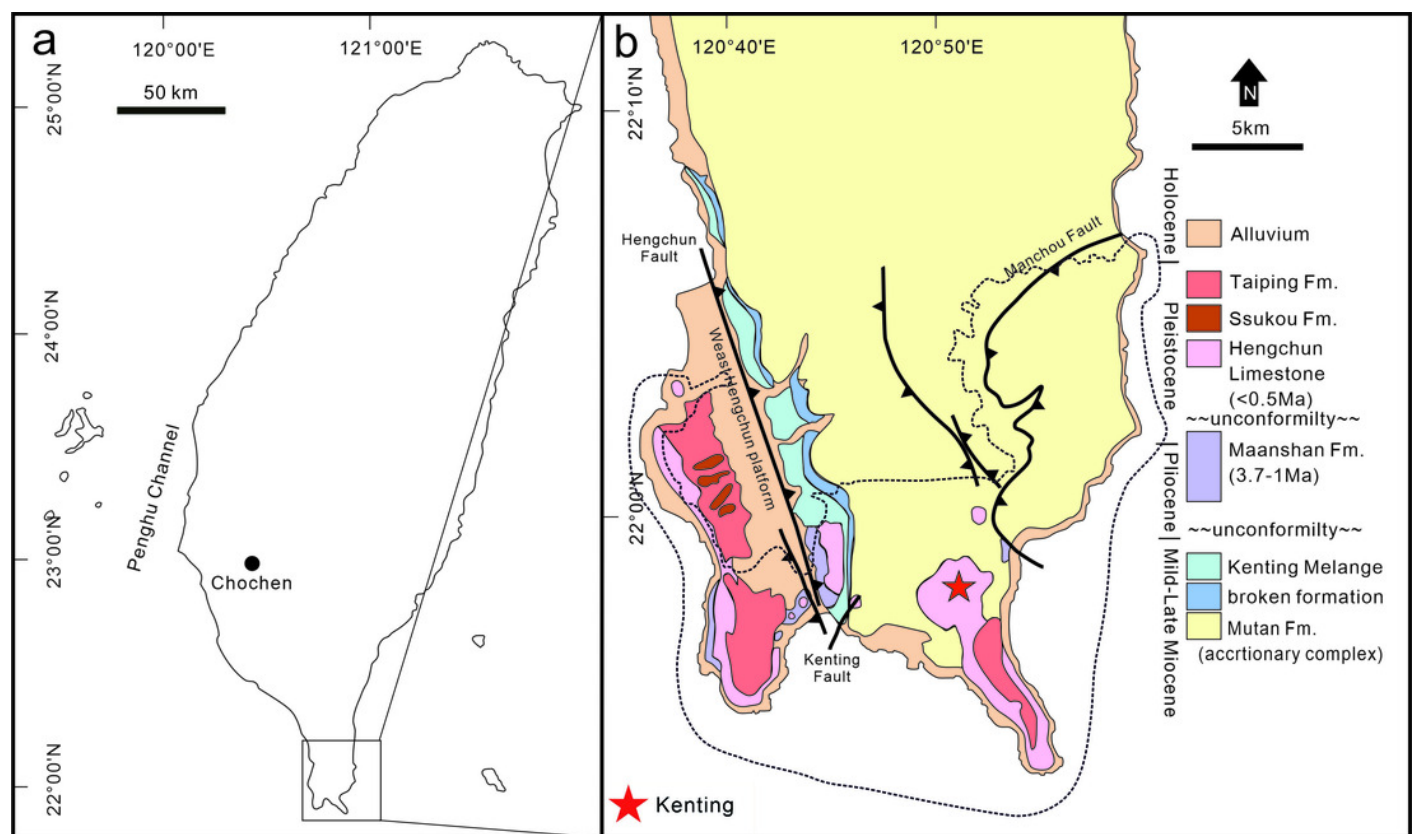 a
120°00'E
121°00'E
50 km
25°00'N
24°00'N
23°00'N
22°00'N
Penghu Channel
Chochen
b
120°40'E
120°50'E
22°10'N
22°00'N
N
5km
Hengchun
Fault
Weast Hengchun platform
Manchou Fault
Kenting
Fault
Kenting
Holocene
Pleistocene
Pliocene
Mild-Late Miocene
Alluvium
Taiping Fm.
Ssukou Fm.
Hengchun
Limestone
(<0.5Ma)
~~unconformilty~~
Maanshan Fm.
(3.7-1Ma)
~~unconformilty~~
Kenting Melange
broken formation
Mutan Fm.
(accrtionary complex)